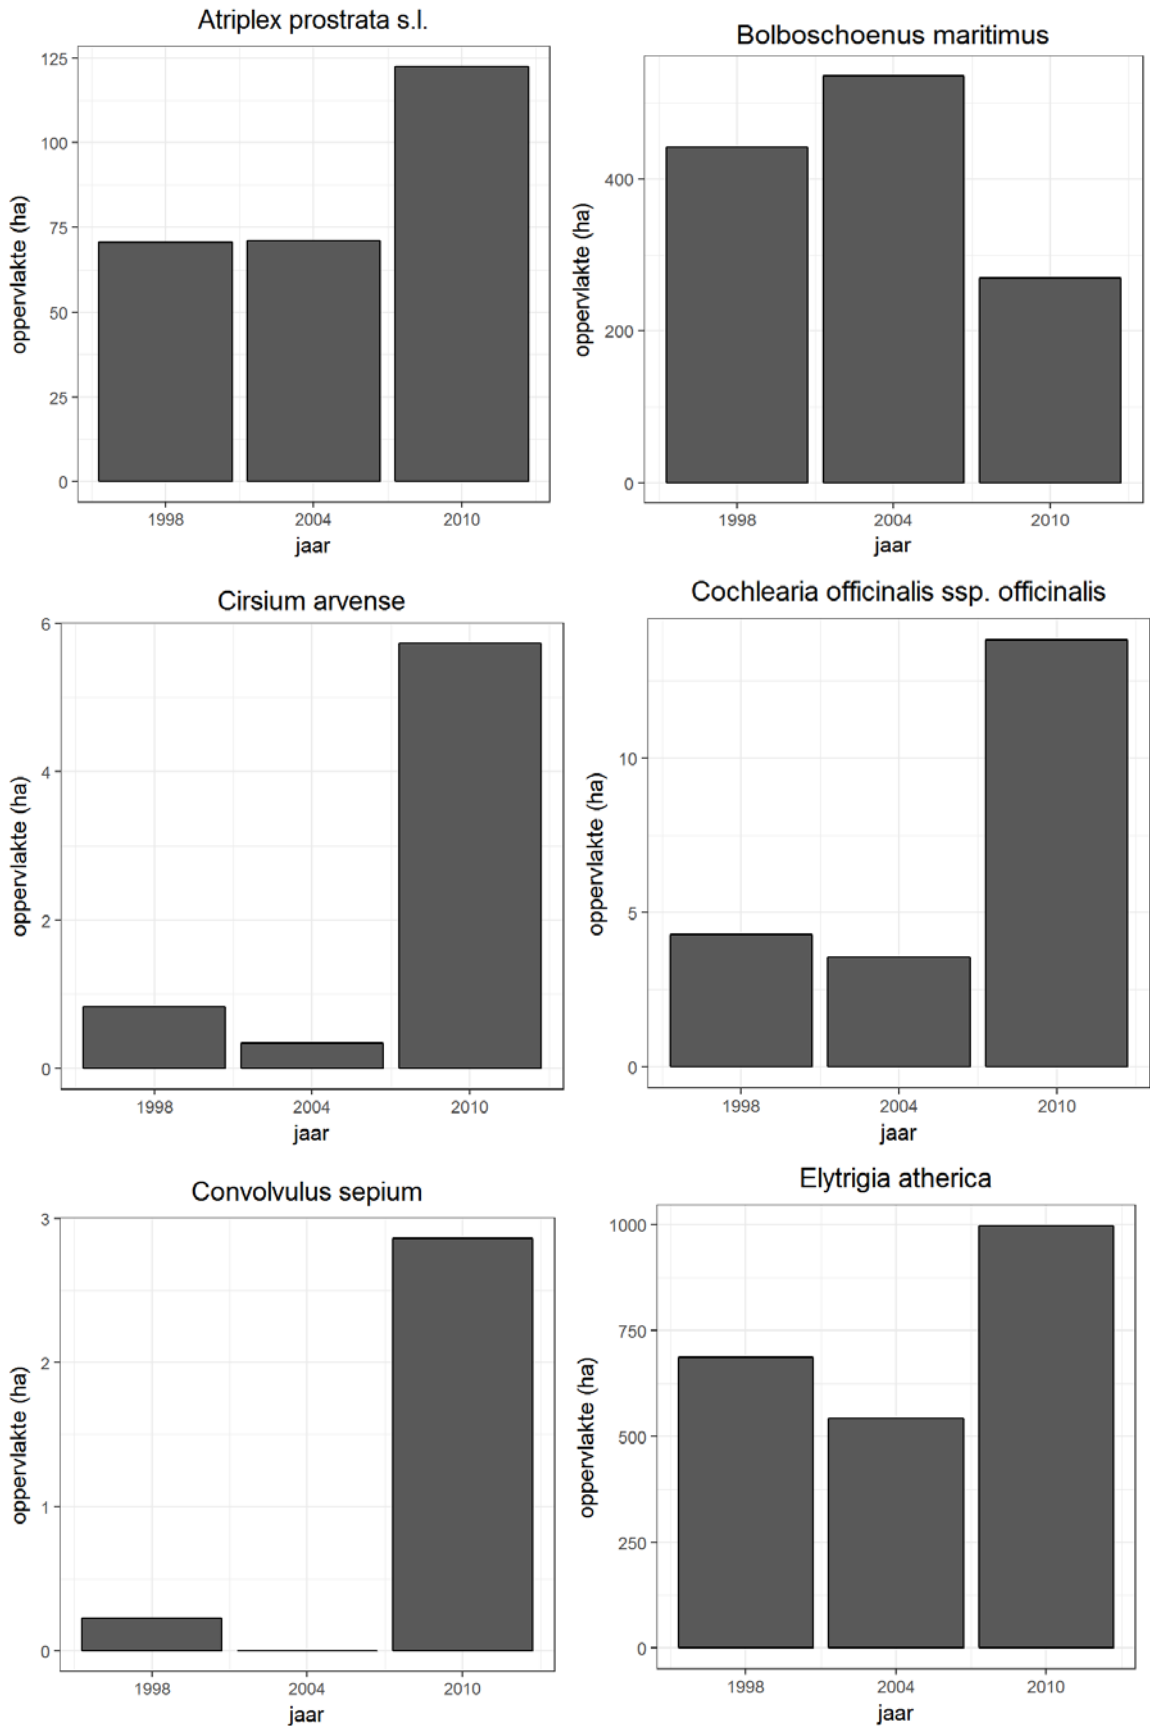 Atriplex prostrata s.l.
125
100
75
50
25
0
oppervlakte (ha)
1998 2004 2010
jaar
Bolboschoenus maritimus
400
200
0
oppervlakte (ha)
1998 2004 2010
jaar
Cirsium arvense
6
4
2
0
oppervlakte (ha)
1998 2004 2010
jaar
Cochlearia officinalis ssp. officinalis
10
5
0
oppervlakte (ha)
1998 2004 2010
jaar
Convolvulus sepium
3
2
1
0
oppervlakte (ha)
1998 2004 2010
jaar
Elytrigia atherica
1000
750
500
250
0
oppervlakte (ha)
1998 2004 2010
jaar